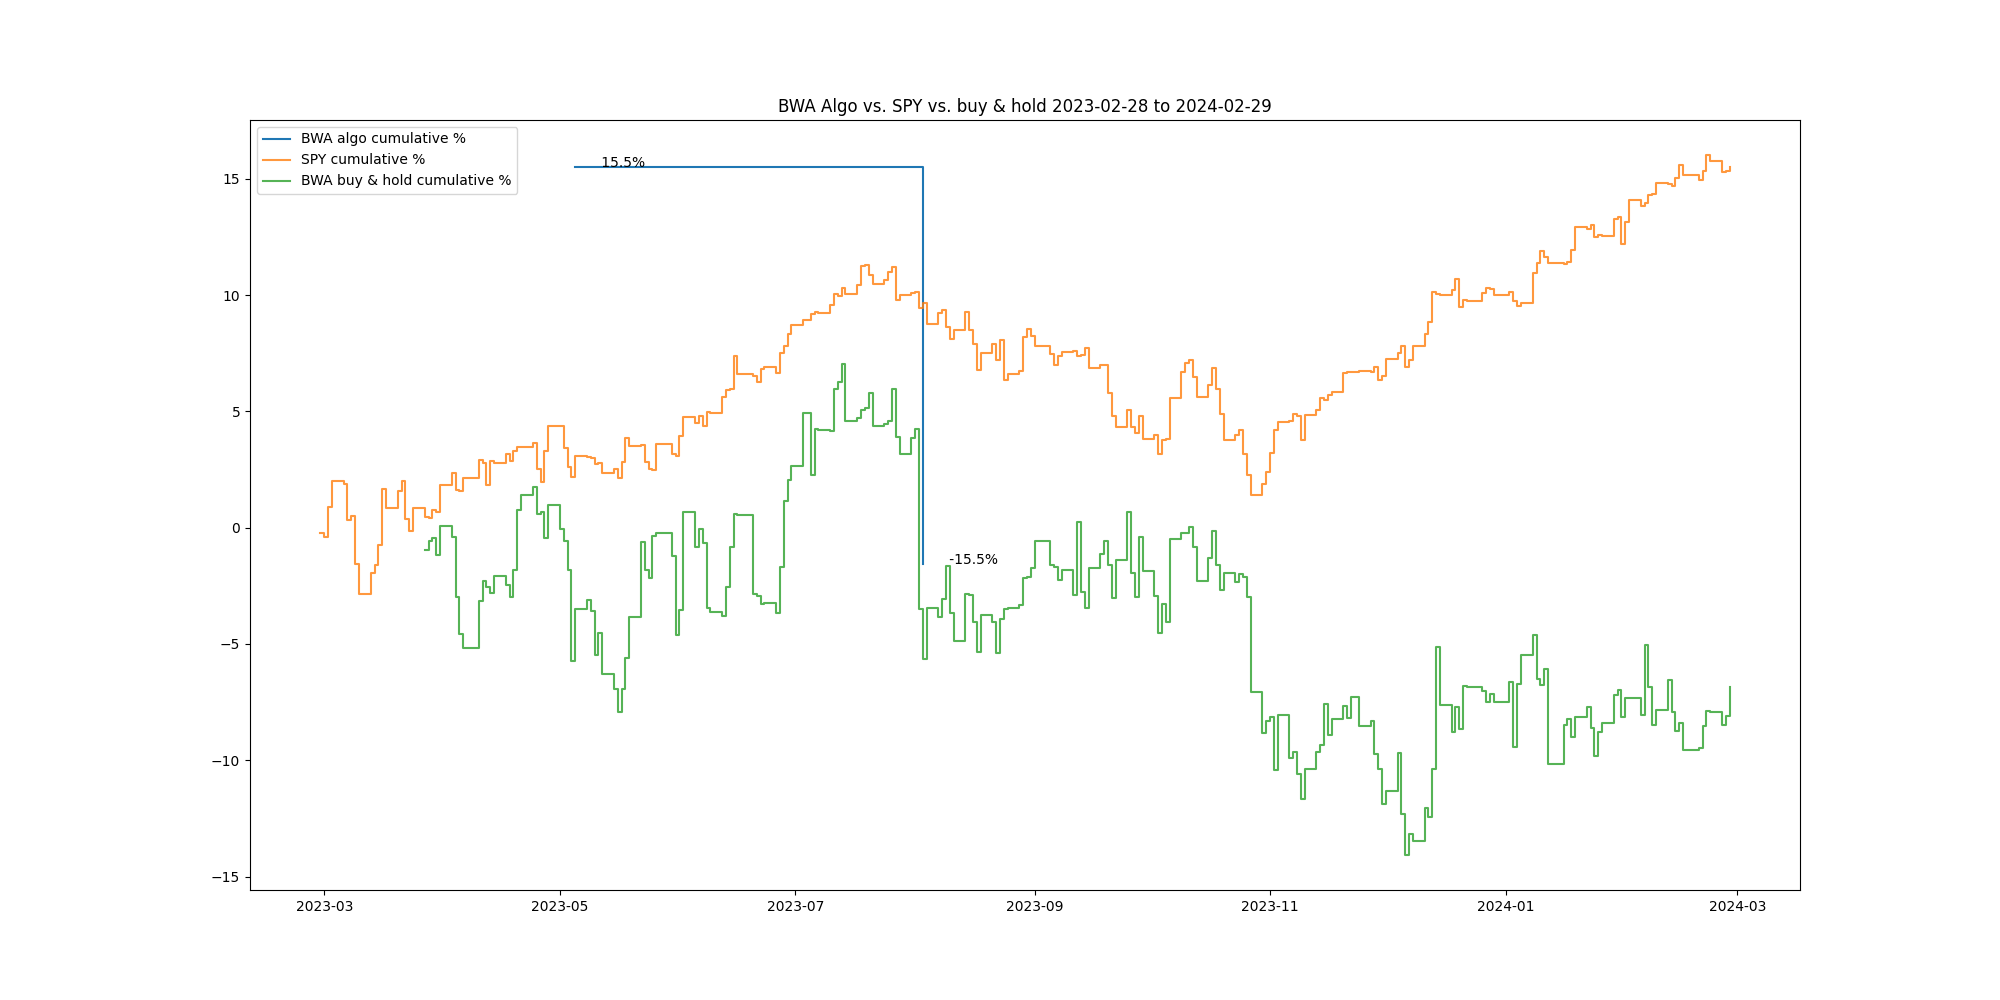 BWA Algo vs. SPY vs. buy & hold 2023-02-28 to 2024-02-29
BWA algo cumulative %
SPY cumulative %
BWA buy & hold cumulative %
15.5%
-15.5%
15
10
5
0
−5
−10
−15
2023-03 2023-05 2023-07 2023-09 2023-11 2024-01 2024-03